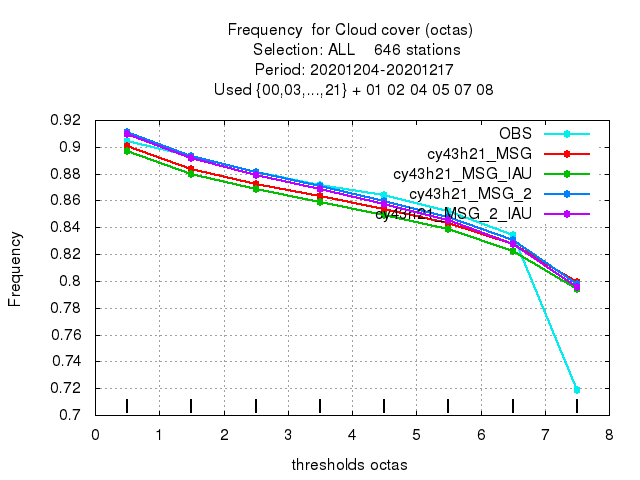 Frequency  for Cloud cover (octas)
Selection: ALL    646 stations
Period: 20201204-20201217
Used {00,03,...,21} + 01 02 04 05 07 08
OBS
cy43h21_MSG
cy43h21_MSG_IAU
cy43h21_MSG_2
cy43h21_MSG_2_IAU
0.92
0.9
0.88
0.86
0.84
0.82
0.8
0.78
0.76
0.74
0.72
0.7
Frequency
0 1 2 3 4 5 6 7 8
thresholds octas